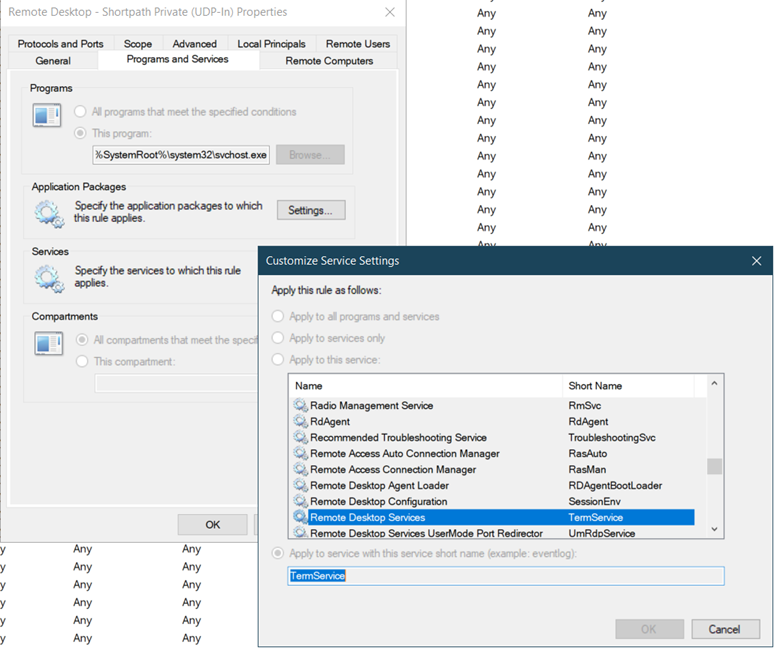 Remote Desktop - Shortpath Private (UDP-In) Properties
Protocols and Ports Scope Advanced Local Principals Remote Users
General Programs and Services Remote Computers
Programs
All programs that meet the specified conditions
This program:
%SystemRoot%\system32\svchost.exe Browse...
Application Packages
Specify the application packages to which
this rule applies.
Settings...
Services
Specify the services to which this rule
applies.
Compartments
All compartments that meet the specif
This compartment:
OK
Any Any
Any Any
Any Any
Any Any
Any Any
Any Any
Any Any
Any Any
Any Any
Any Any
Any Any
Any Any
Any Any
Any Any
Customize Service Settings
Apply this rule as follows:
Apply to all programs and services
Apply to services only
Apply to this service:
Name Short Name
Radio Management Service RmSvc
RdAgent RdAgent
Recommended Troubleshooting Service TroubleshootingSvc
Remote Access Auto Connection Manager RasAuto
Remote Access Connection Manager RasMan
Remote Desktop Agent Loader RDAgentBootLoader
Remote Desktop Configuration SessionEnv
Remote Desktop Services TermService
Remote Desktop Services UserMode Port Redirector UmRdpService
Apply to service with this service short name (example: eventlog):
TermService
OK Cancel
y Any Any
y Any Any
y Any Any
y Any Any
y Any Any
y Any Any